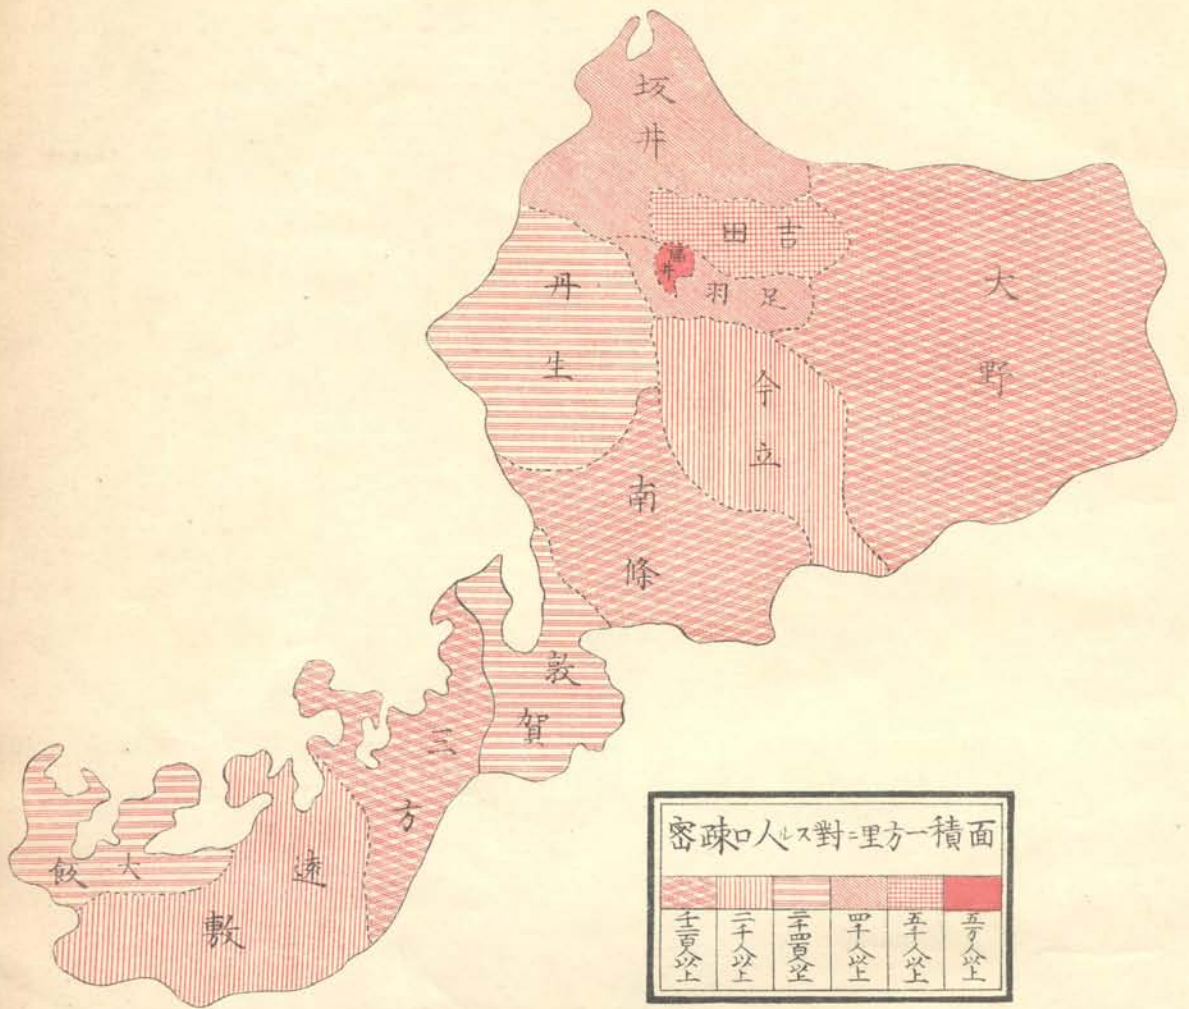 坂井
吉田
福井
足羽
大野
丹生
今立
南條
敦賀
三方
遠敷
大飯
面積一方里ニ對スル人口疎密
五万人以上
五千人以上
四千人以上
二千四百人以上
二千人以上
千二百人以上